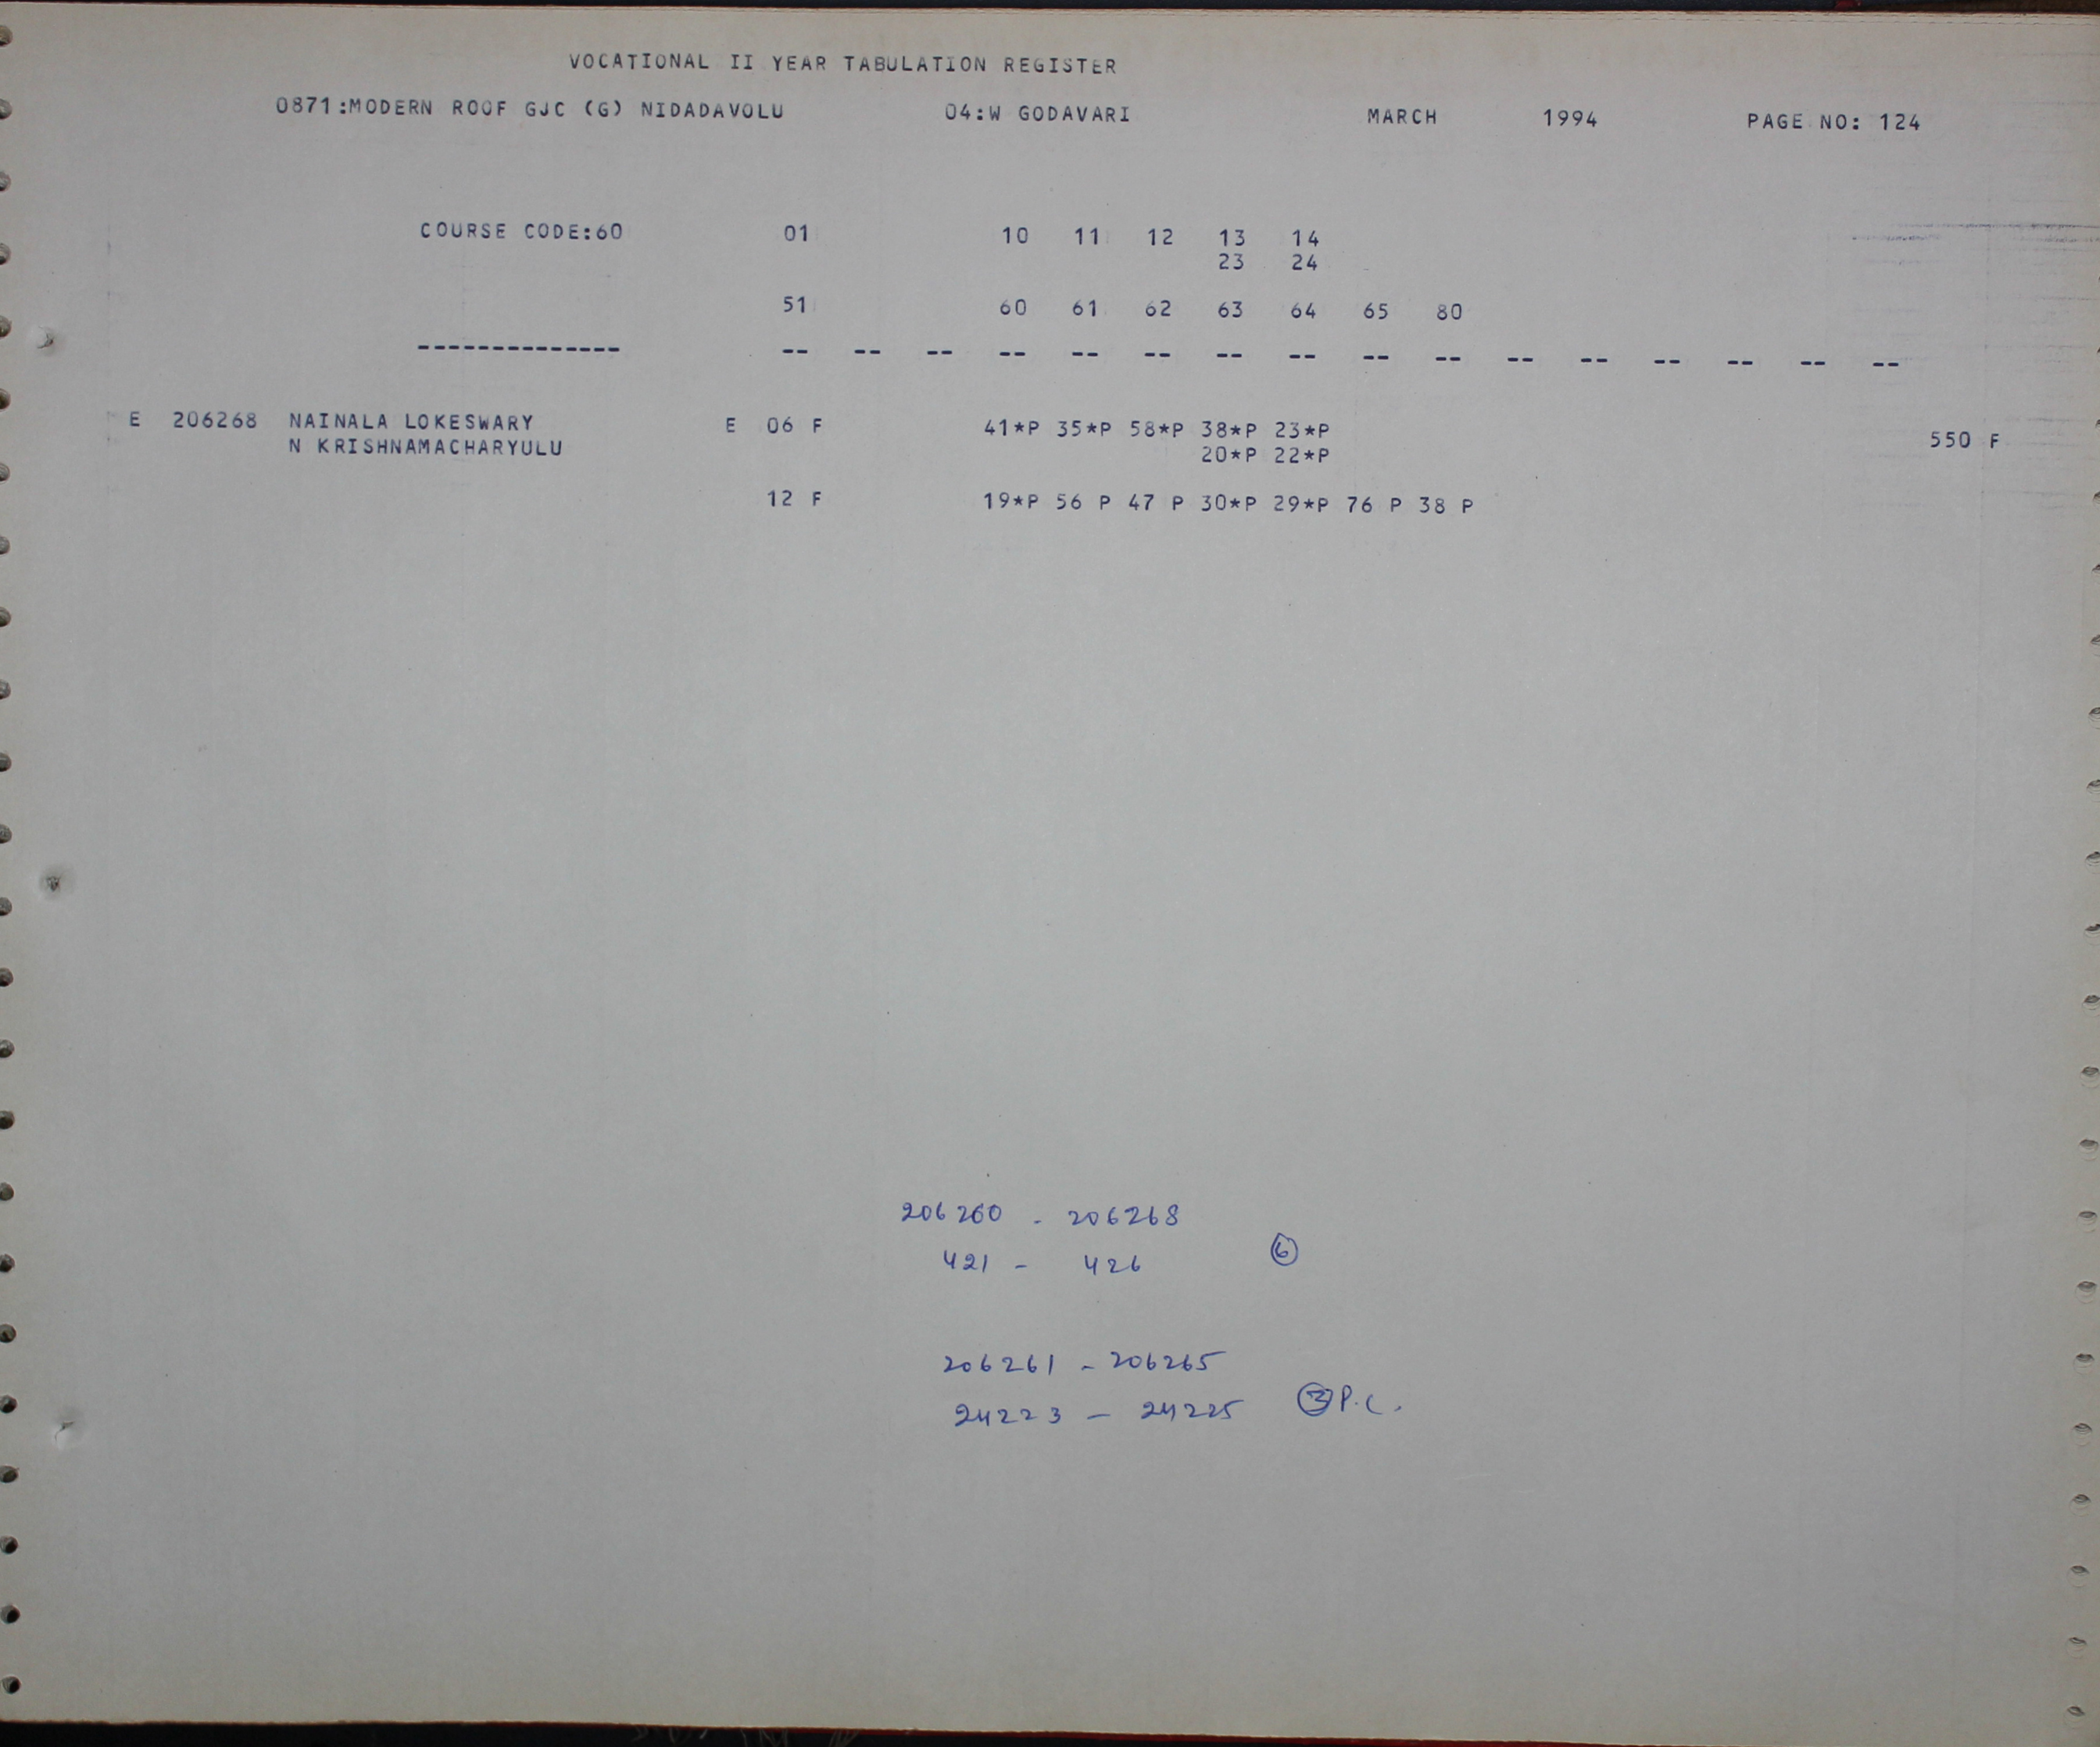 VOCATIONAL II YEAR TABULATION REGISTER
0871:MODERN ROOF GJC (G) NIDADAVOLU 04:W GODAVARI MARCH 1994 PAGE NO: 124
COURSE CODE:60 01 10 11 12 13 14
23 24
51 60 61 62 63 64 65 80
-------------- -- -- -- -- -- -- -- -- -- -- -- -- -- -- -- --
E 206268 NAINALA LOKESWARY E 06 F 41*P 35*P 58*P 38*P 23*P
N KRISHNAMACHARYULU 20*P 22*P 550 F
12 F 19*P 56 P 47 P 30*P 29*P 76 P 38 P
206260 - 206268
421 - 426 6
206261 - 206265
24223 - 24225 3 P.C.